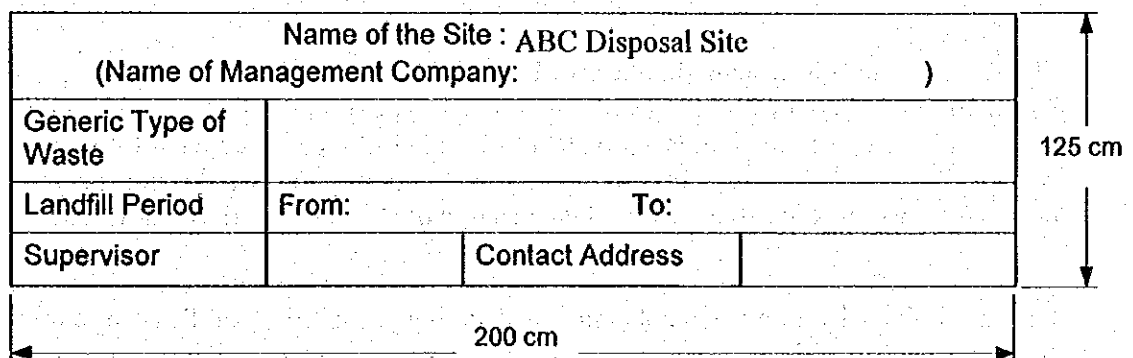 Name of the Site : ABC Disposal Site
(Name of Management Company: )
Generic Type of
Waste
Landfill Period From: To:
Supervisor Contact Address
125 cm
200 cm